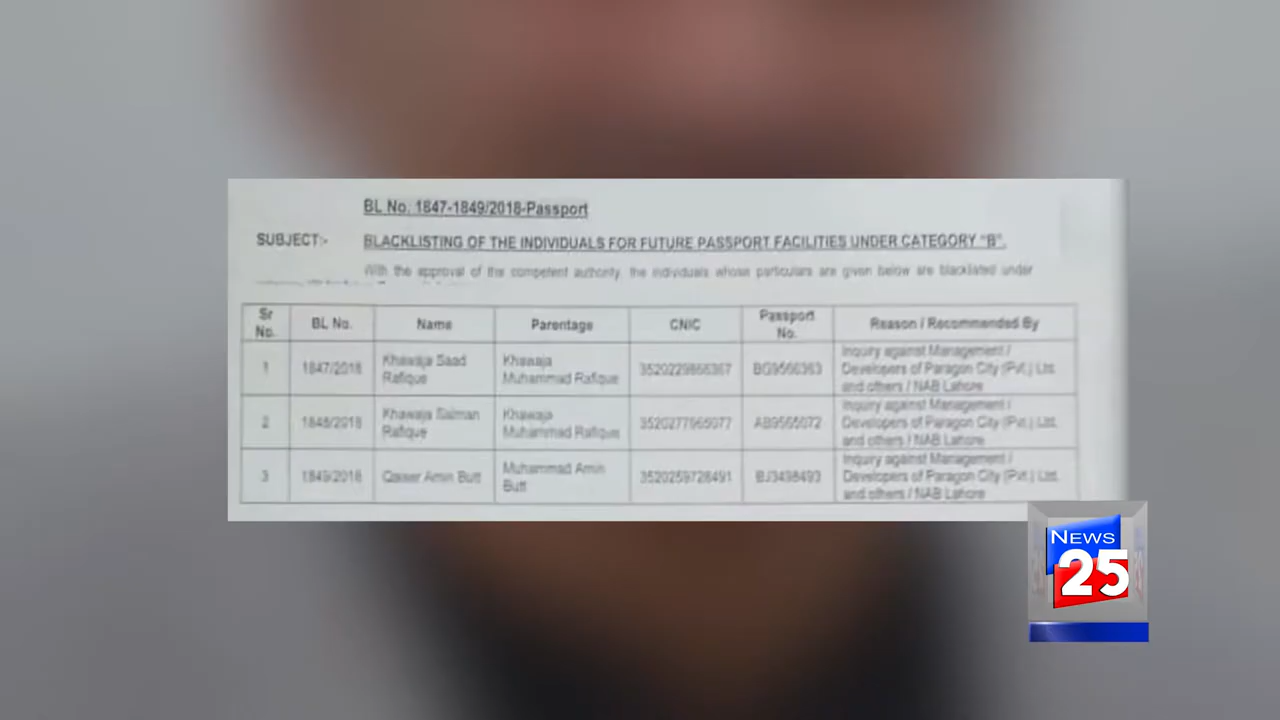 BL No. 1847-1849/2018-Passport
SUBJECT:- BLACKLISTING OF THE INDIVIDUALS FOR FUTURE PASSPORT FACILITIES UNDER CATEGORY "B".
With the approval of the competent authority, the individuals whose particulars are given below are blacklisted under
Sr No. BL No. Name Parentage CNIC Passport No. Reason / Recommended By
1 1847/2018 Khawaja Saad Rafique Khawaja Muhammad Rafique Inquiry against Management / Developers of Paragon City (Pvt.) Ltd. and others / NAB Lahore
2 1848/2018 Khawaja Salman Rafique Khawaja Muhammad Rafique Inquiry against Management / Developers of Paragon City (Pvt.) Ltd. and others / NAB Lahore
3 1849/2018 Qaiser Amin Butt Muhammad Amin Butt Inquiry against Management / Developers of Paragon City (Pvt.) Ltd. and others / NAB Lahore
NEWS
25